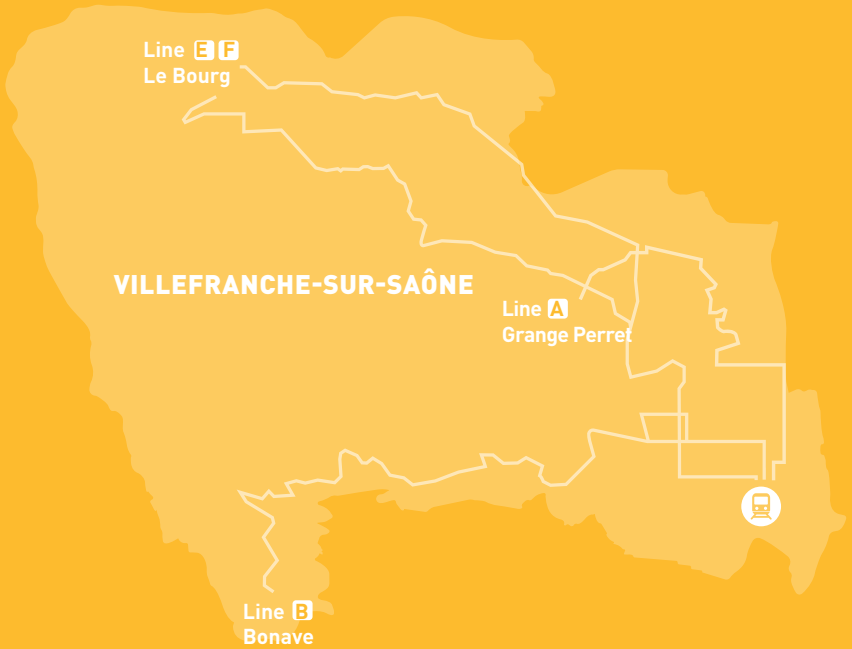 Line E F
Le Bourg
VILLEFRANCHE-SUR-SAÔNE
Line A
Grange Perret
Line B
Bonave